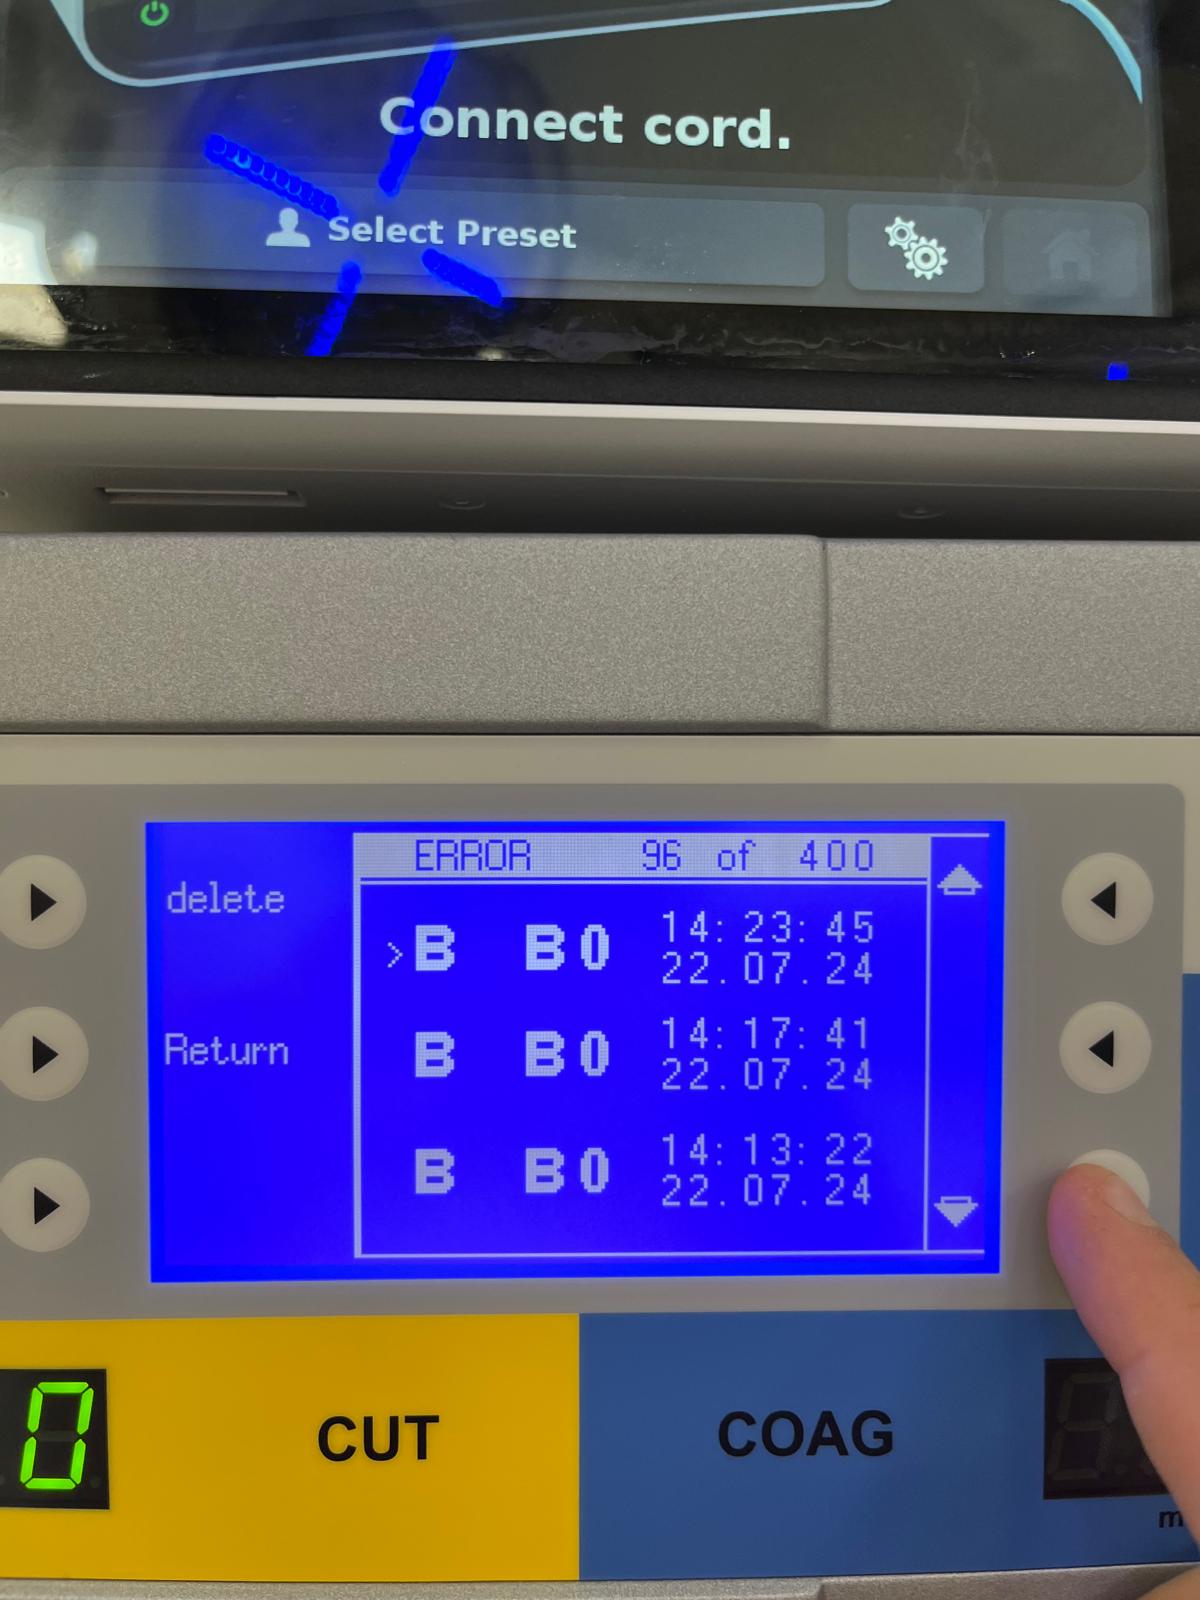 Connect cord.
Select Preset
ERROR 96 of 400
delete
>B B0 14:23:45
22.07.24
Return
B B0 14:17:41
22.07.24
B B0 14:13:22
22.07.24
0
CUT
COAG